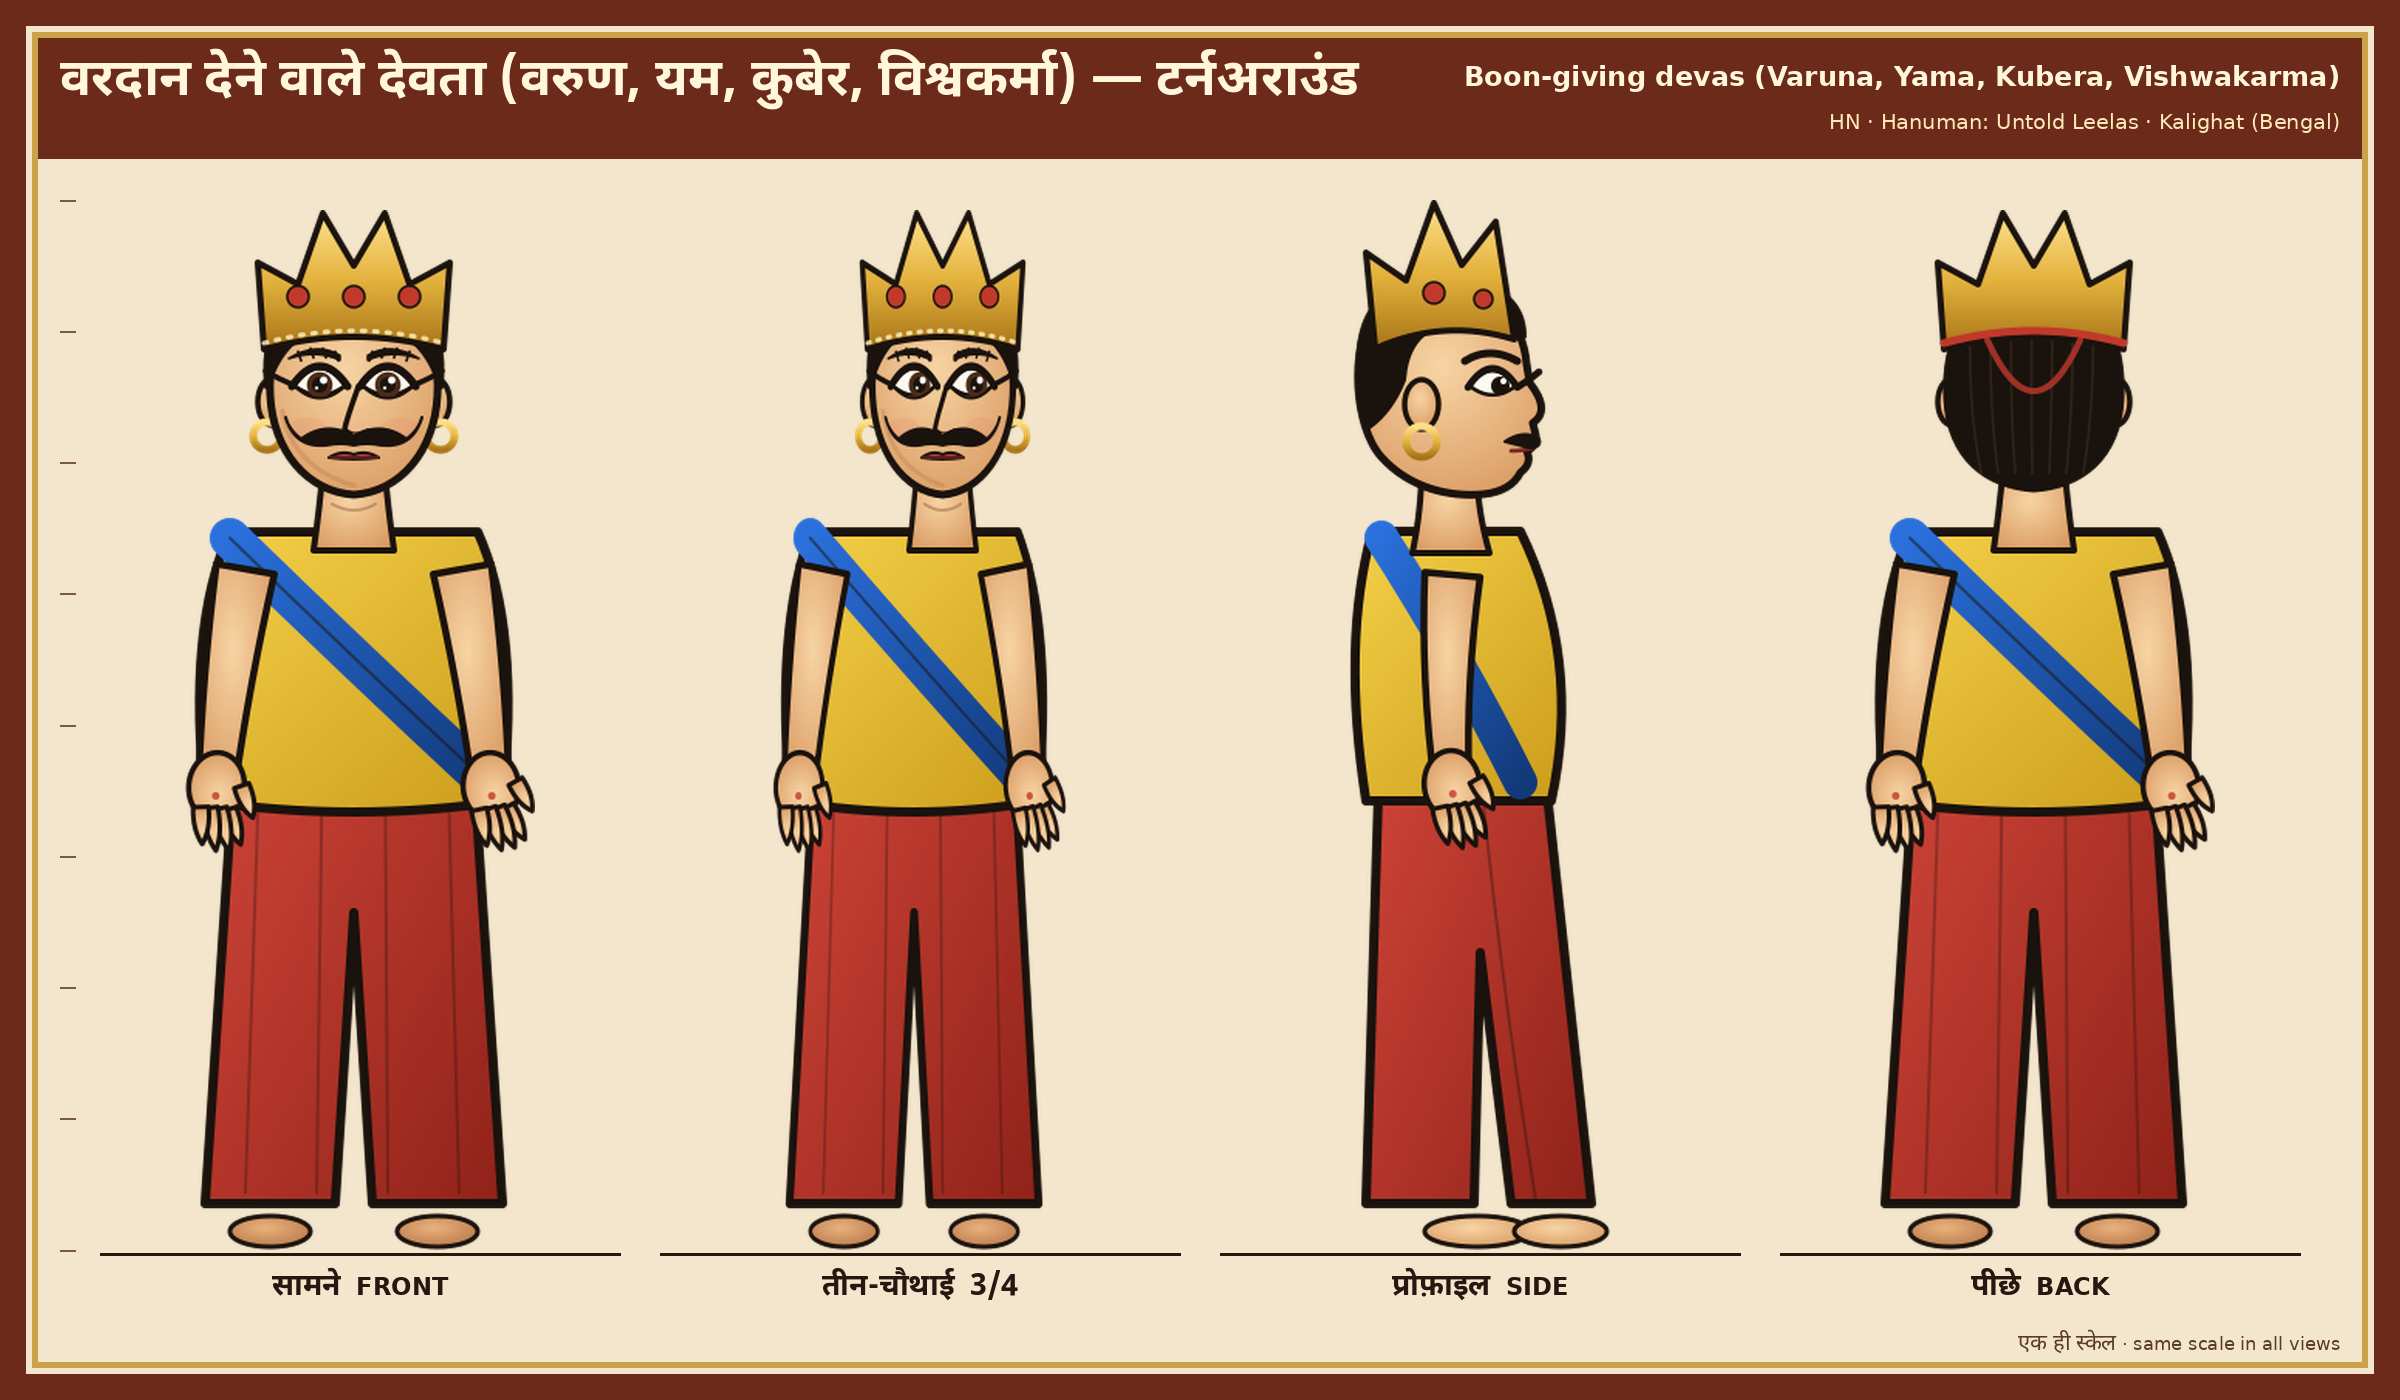 वरदान देने वाले देवता (वरुण, यम, कुबेर, विश्वकर्मा) — टर्नअराउंड
Boon-giving devas (Varuna, Yama, Kubera, Vishwakarma)
HN · Hanuman: Untold Leelas · Kalighat (Bengal)
सामने FRONT
तीन-चौथाई 3/4
प्रोफ़ाइल SIDE
पीछे BACK
एक ही स्केल · same scale in all views